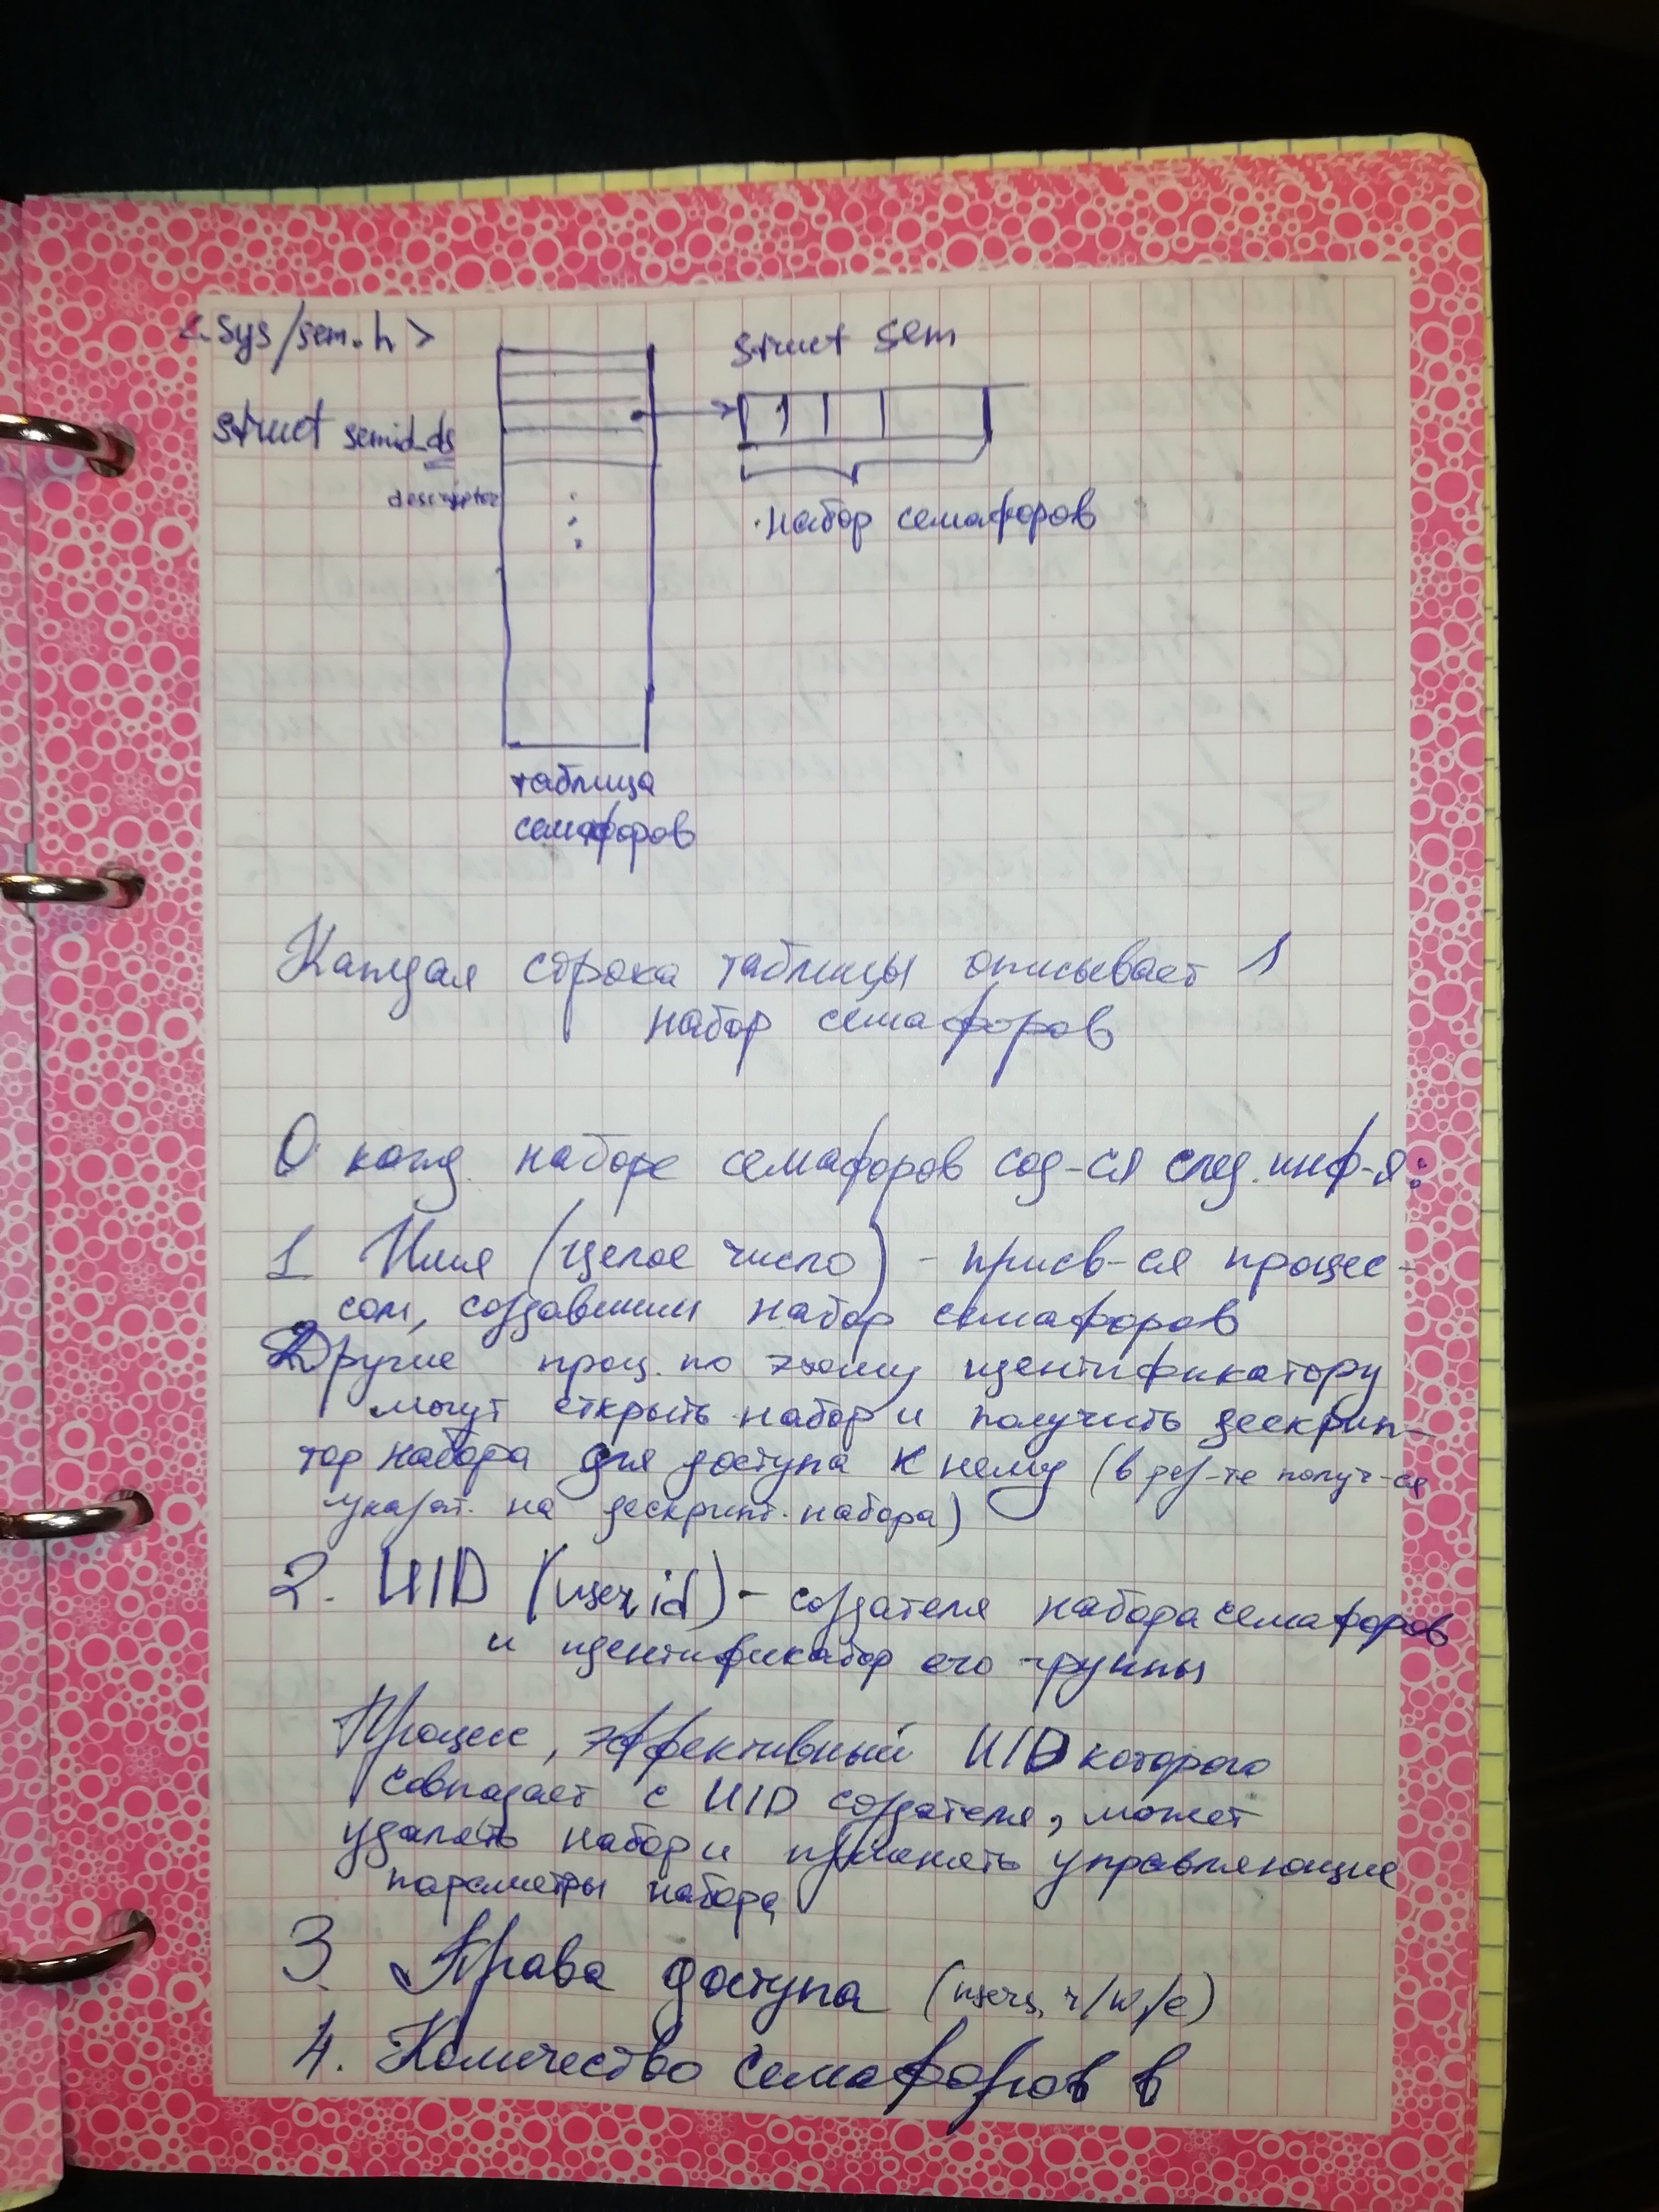 <sys/sem.h>
struct sem
struct semid_ds
descriptor
набор семафоров
таблица
семафоров
Каждая строка таблицы описывает 1
набор семафоров
О кажд. наборе семафоров сод-ся след. инф-я:
1 Имя (целое число) - присв-ся процес-
сом, создавшим набор семафоров
Другие проц. по этому идентификатору
могут открыть набор и получить дескрип-
тор набора для доступа к нему (в рез-те получ-ся
указат. на дескрипт. набора)
2. UID (user id) - создателя набора семафоров
и идентификатор его группы
Процесс, эффективный UID которого
совпадает с UID создателя, может
удалять набор и изменять управляющие
параметры набора
3. Права доступа ( r/w/e)
4. Количество семафоров в